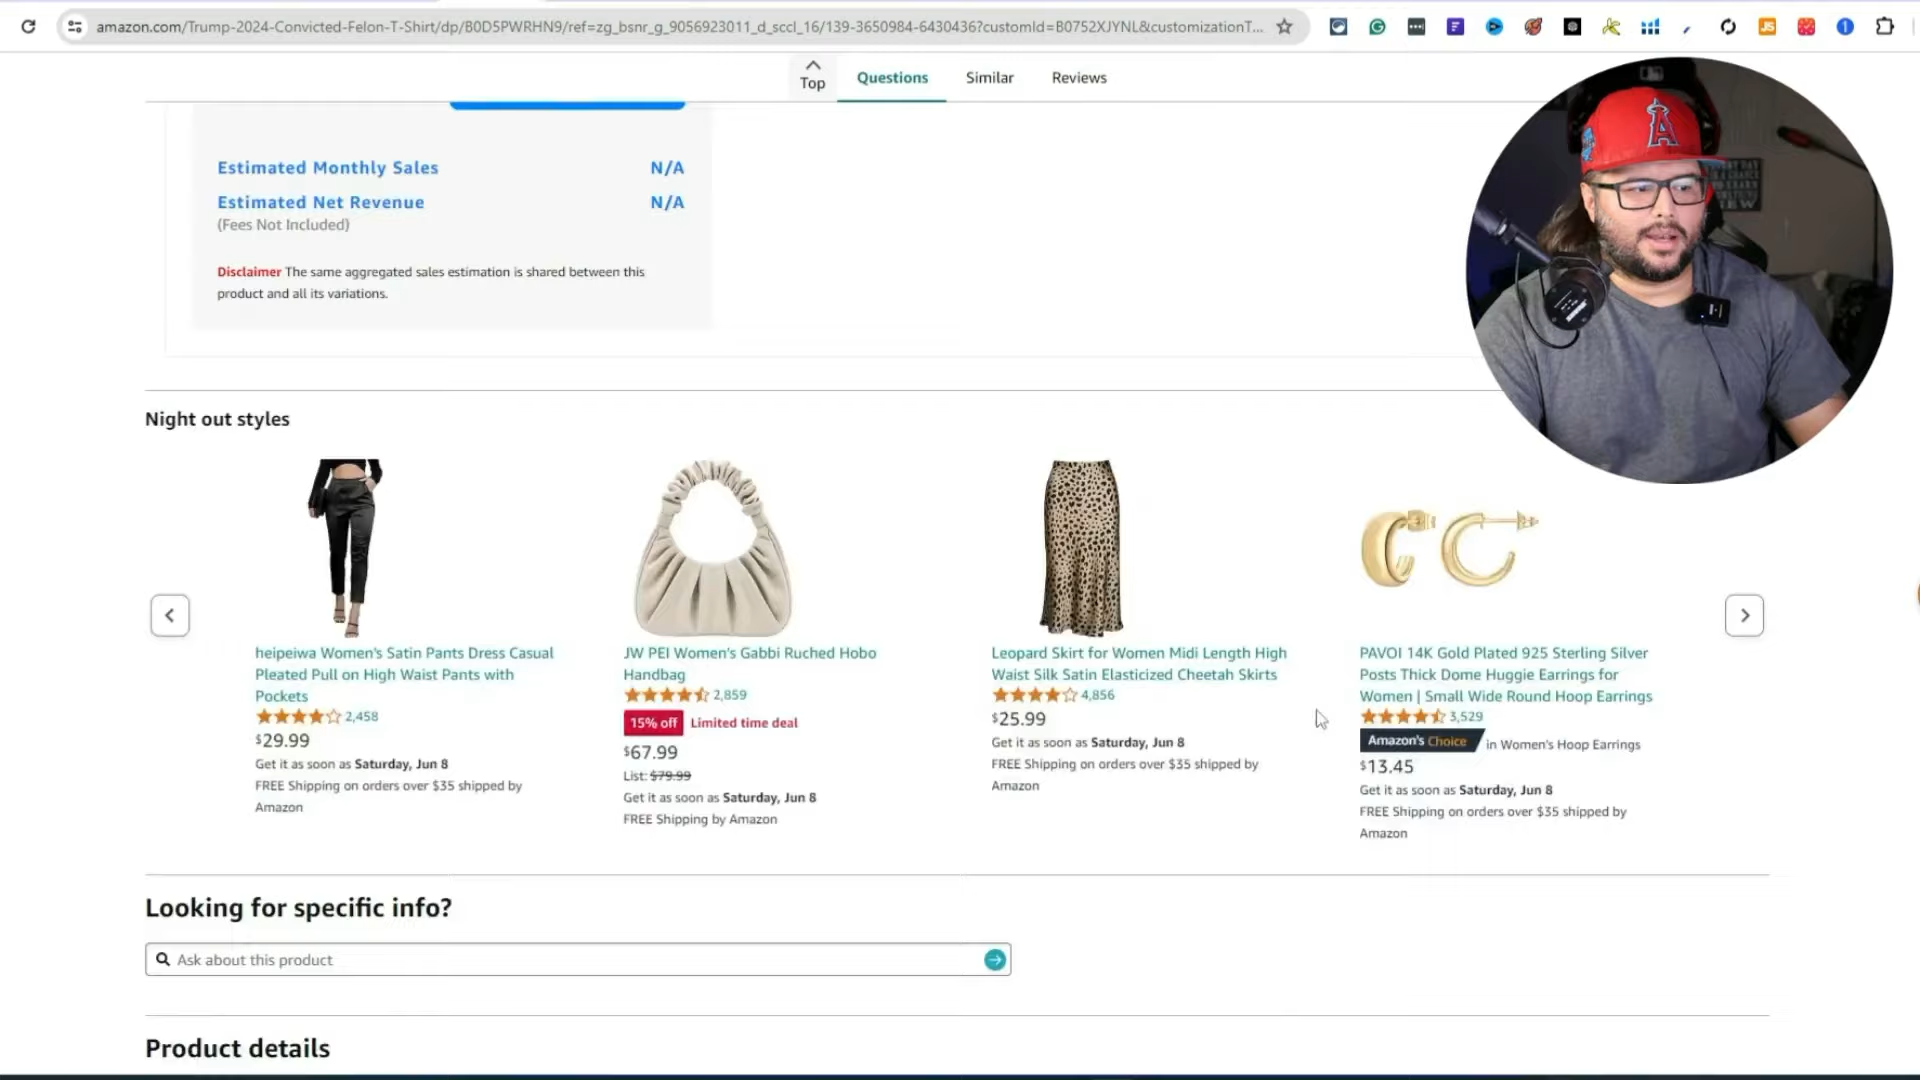 amazon.com/Trump-2024-Convicted-Felon-T-Shirt/dp/B0D5PWRHN9/ref=zg_bsnr_g_9056923011_d_sccl_16/139-3650984-6430436?customId=B0752XJYNL&customizationT...
JS
Top
Questions
Similar
Reviews
Estimated Monthly Sales N/A
Estimated Net Revenue N/A
(Fees Not Included)
Disclaimer The same aggregated sales estimation is shared between this
product and all its variations.
A
Night out styles
heipeiwa Women's Satin Pants Dress Casual
Pleated Pull on High Waist Pants with
Pockets
2,458
$29.99
Get it as soon as Saturday, Jun 8
FREE Shipping on orders over $35 shipped by
Amazon
JW PEI Women's Gabbi Ruched Hobo
Handbag
2,859
15% off Limited time deal
$67.99
List: $79.99
Get it as soon as Saturday, Jun 8
FREE Shipping by Amazon
Leopard Skirt for Women Midi Length High
Waist Silk Satin Elasticized Cheetah Skirts
4,856
$25.99
Get it as soon as Saturday, Jun 8
FREE Shipping on orders over $35 shipped by
Amazon
PAVOI 14K Gold Plated 925 Sterling Silver
Posts Thick Dome Huggie Earrings for
Women | Small Wide Round Hoop Earrings
3,529
Amazon's Choice in Women's Hoop Earrings
$13.45
Get it as soon as Saturday, Jun 8
FREE Shipping on orders over $35 shipped by
Amazon
Looking for specific info?
Ask about this product
Product details